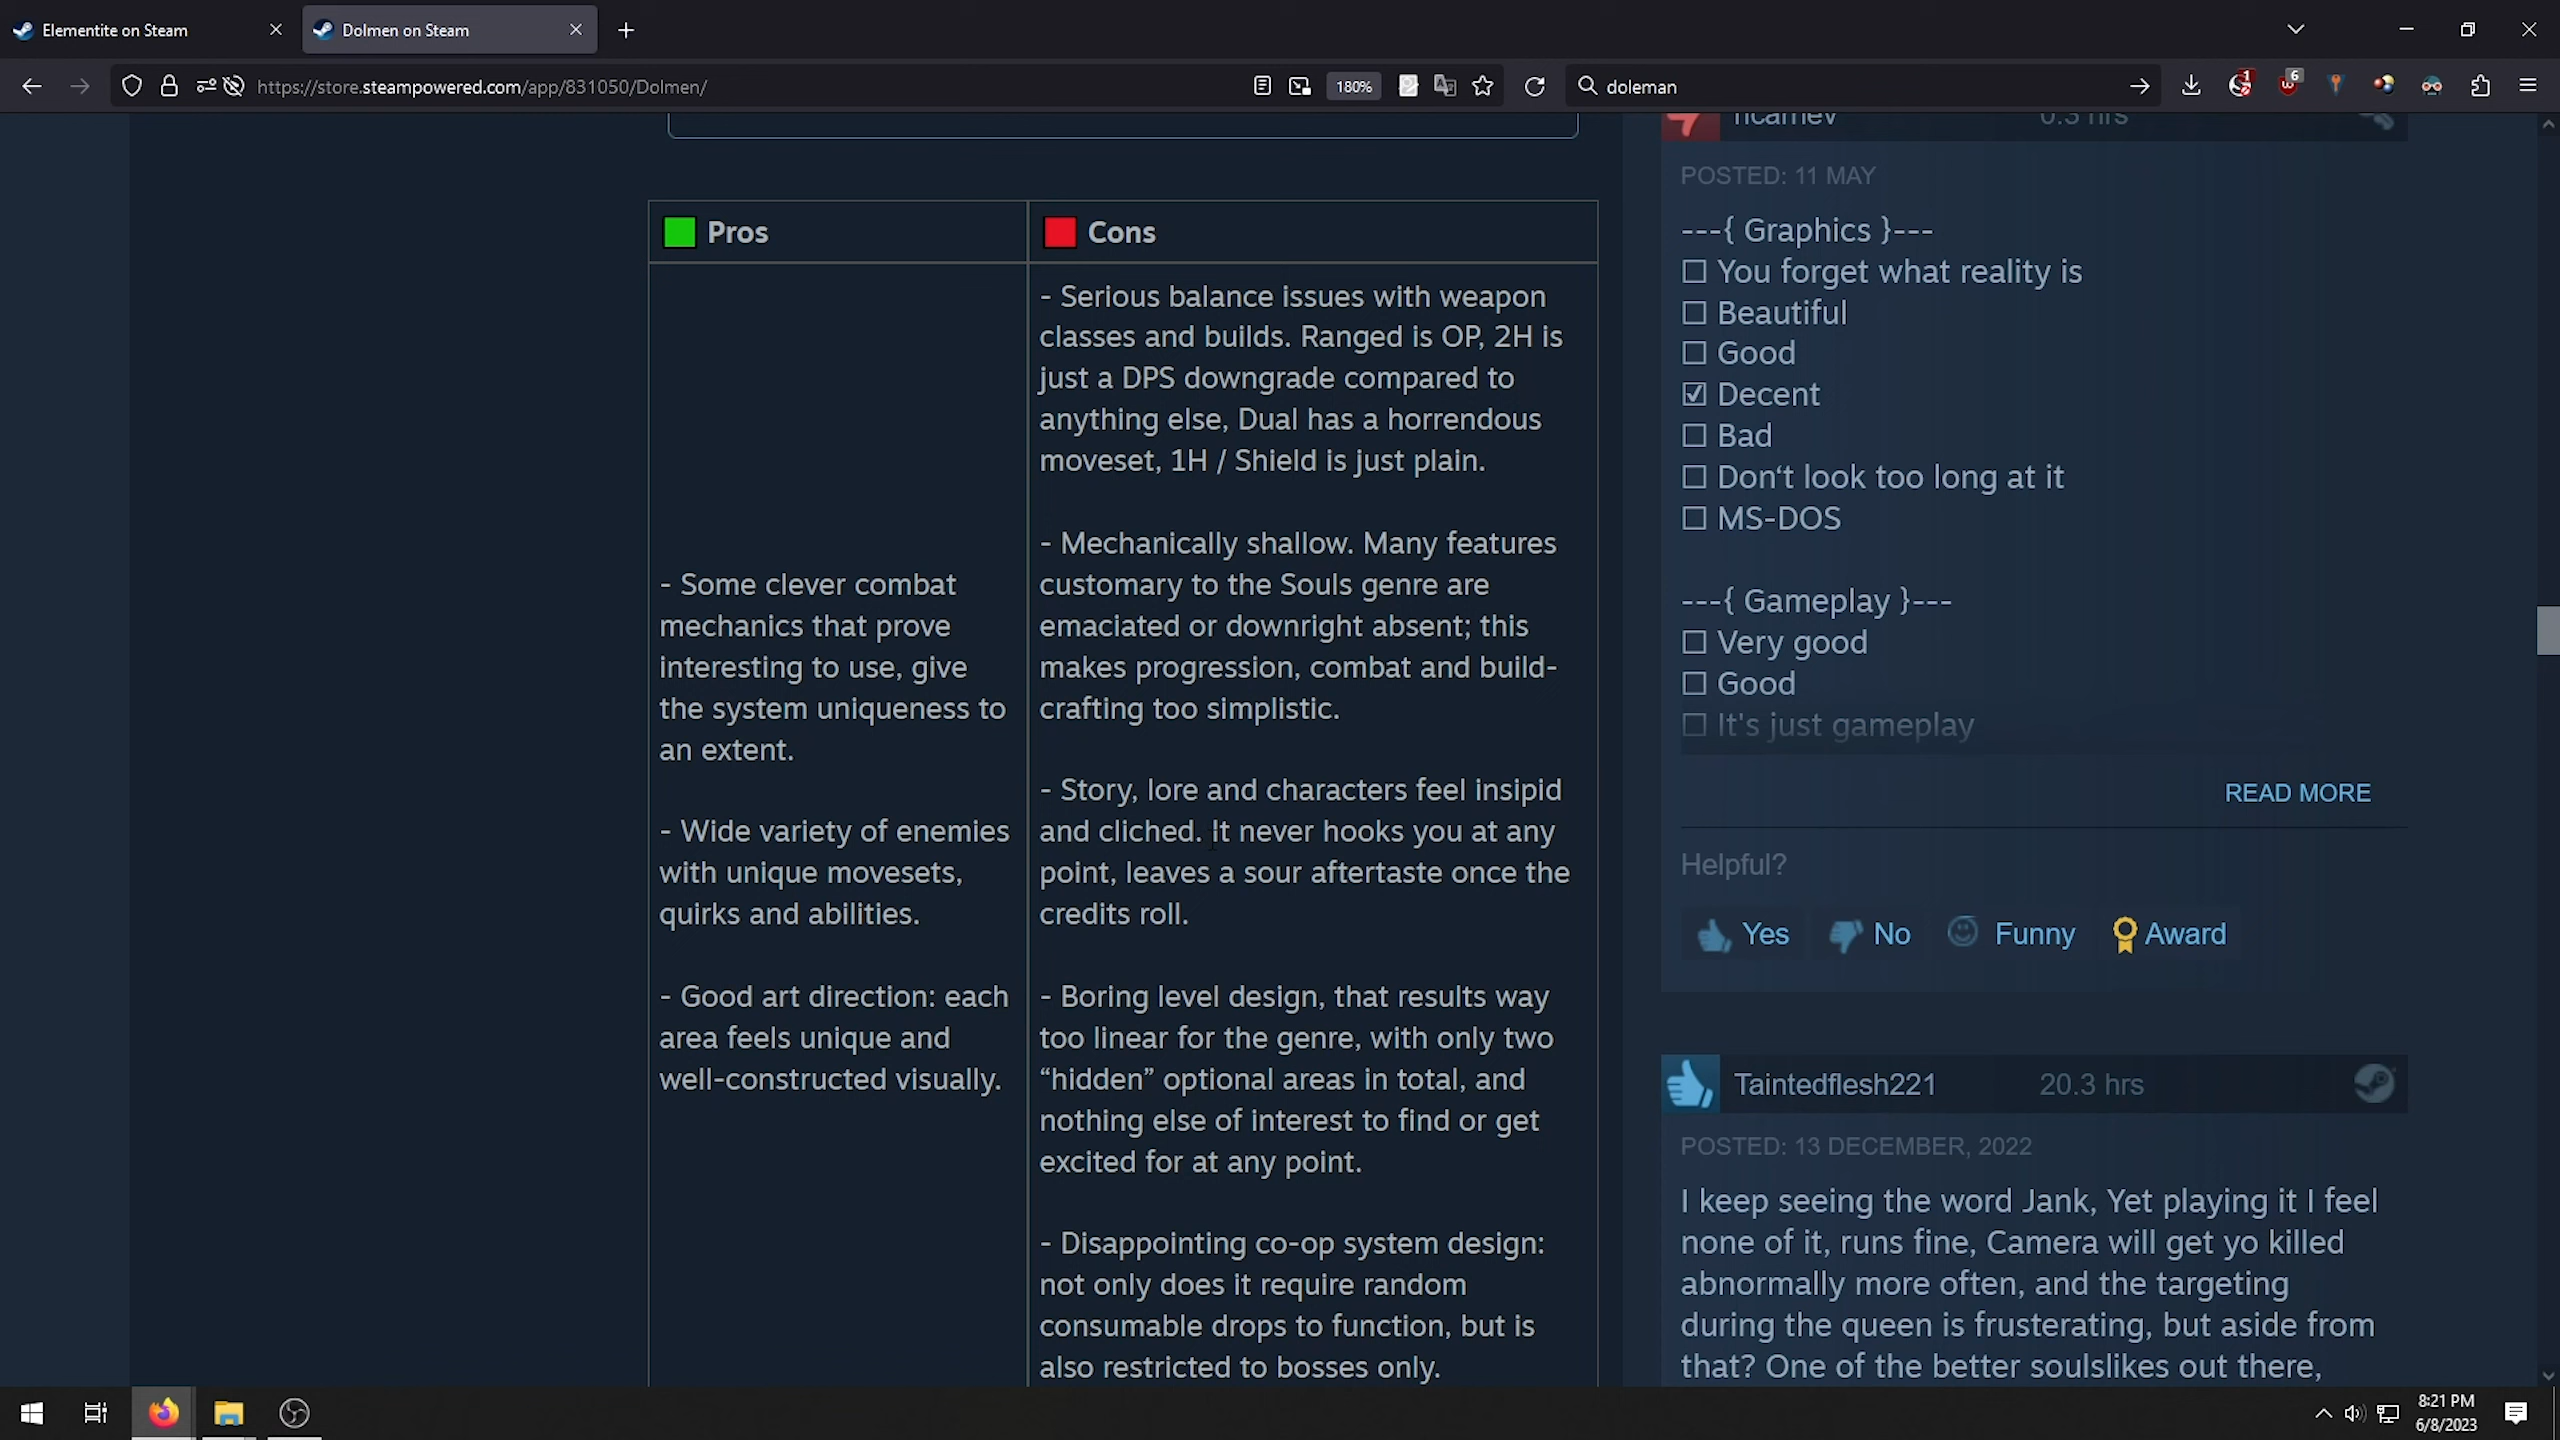 Elementite on Steam
Dolmen on Steam
https://store.steampowered.com/app/831050/Dolmen/
180%
doleman
1
6
Pros
Cons
- Some clever combat
mechanics that prove
interesting to use, give
the system uniqueness to
an extent.
- Wide variety of enemies
with unique movesets,
quirks and abilities.
- Good art direction: each
area feels unique and
well-constructed visually.
- Serious balance issues with weapon
classes and builds. Ranged is OP, 2H is
just a DPS downgrade compared to
anything else, Dual has a horrendous
moveset, 1H / Shield is just plain.
- Mechanically shallow. Many features
customary to the Souls genre are
emaciated or downright absent; this
makes progression, combat and build-
crafting too simplistic.
- Story, lore and characters feel insipid
and cliched. It never hooks you at any
point, leaves a sour aftertaste once the
credits roll.
- Boring level design, that results way
too linear for the genre, with only two
“hidden” optional areas in total, and
nothing else of interest to find or get
excited for at any point.
- Disappointing co-op system design:
not only does it require random
consumable drops to function, but is
also restricted to bosses only.
0.3 hrs
POSTED: 11 MAY
---{ Graphics }---
☐ You forget what reality is
☐ Beautiful
☐ Good
☑ Decent
☐ Bad
☐ Don‘t look too long at it
☐ MS-DOS
---{ Gameplay }---
☐ Very good
☐ Good
☐ It's just gameplay
READ MORE
Helpful?
Yes
No
Funny
Award
Taintedflesh221
20.3 hrs
POSTED: 13 DECEMBER, 2022
I keep seeing the word Jank, Yet playing it I feel
none of it, runs fine, Camera will get yo killed
abnormally more often, and the targeting
during the queen is frusterating, but aside from
that? One of the better soulslikes out there,
8:21 PM
6/8/2023